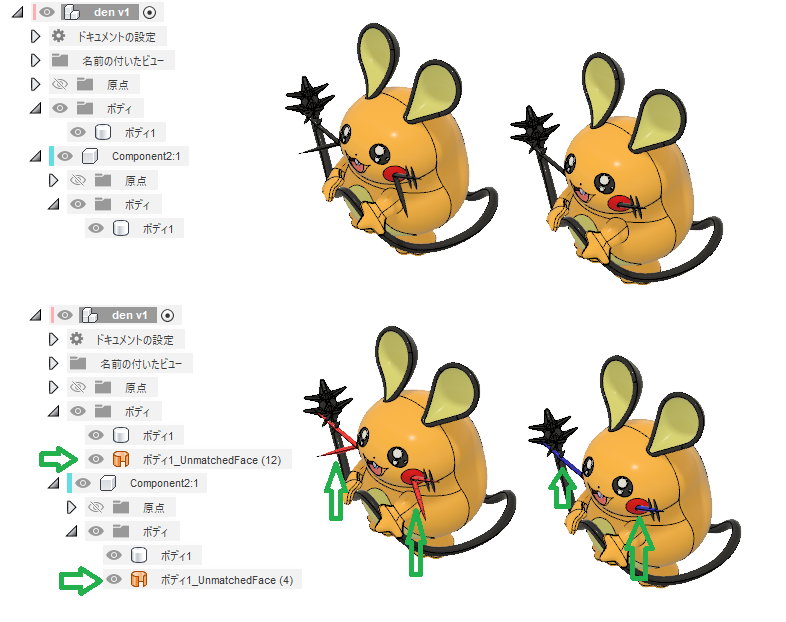 den v1
ドキュメントの設定
名前の付いたビュー
原点
ボディ
ボディ1
Component2:1
原点
ボディ
ボディ1
den v1
ドキュメントの設定
名前の付いたビュー
原点
ボディ
ボディ1
ボディ1_UnmatchedFace (12)
Component2:1
原点
ボディ
ボディ1
ボディ1_UnmatchedFace (4)